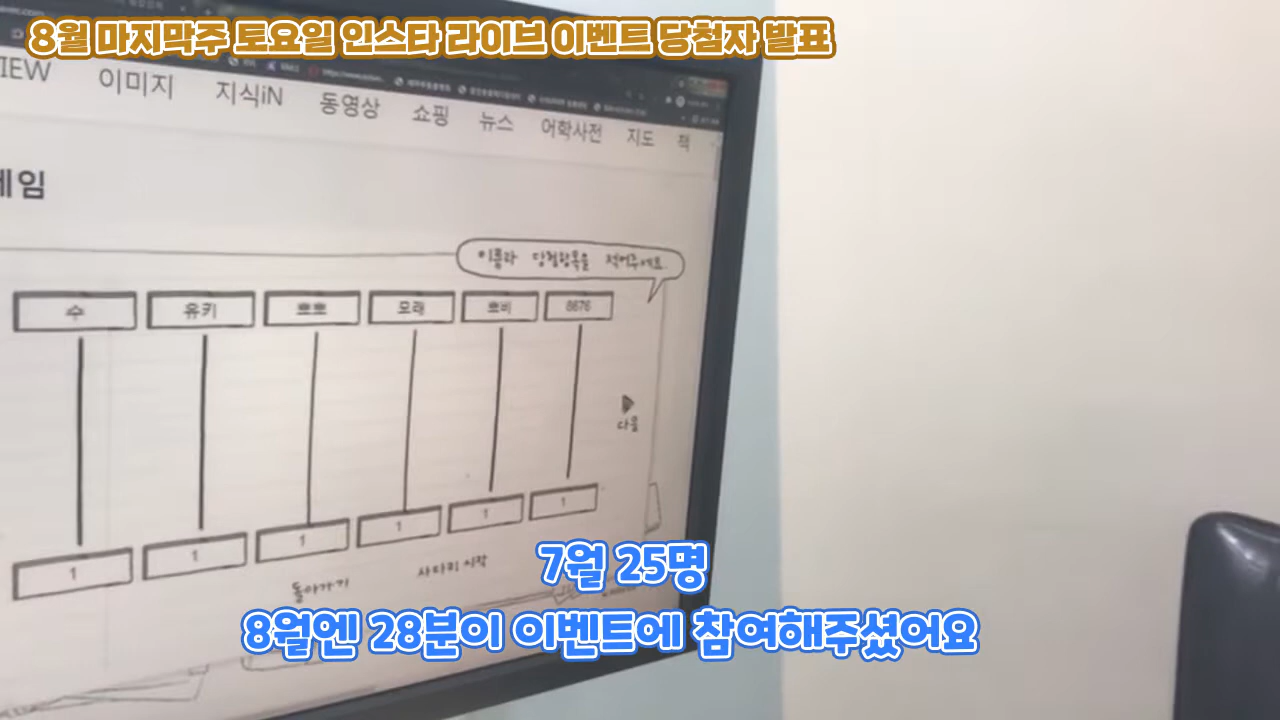 8월 마지막주 토요일 인스타 라이브 이벤트 당첨자 발표
IEW 이미지 지식iN 동영상 쇼핑 뉴스 어학사전 지도 책
게임
이름과 당첨항목을 적어주세요.
수 유키 쁘쁘 모래 쁘비 8676
다음
1 1 1 1 1 1
돌아가기 사다리 시작
7월 25명
8월엔 28분이 이벤트에 참여해주셨어요